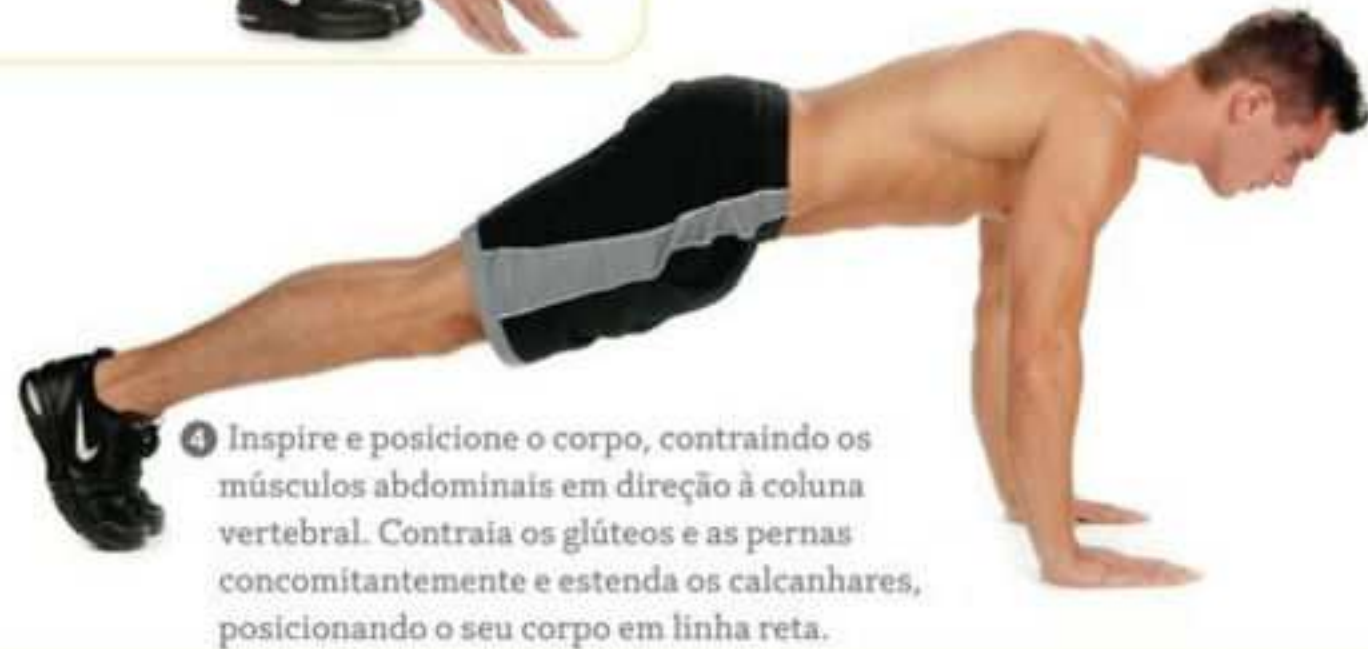 4 Inspire e posicione o corpo, contraindo os
músculos abdominais em direção à coluna
vertebral. Contraia os glúteos e as pernas
concomitantemente e estenda os calcanhares,
posicionando o seu corpo em linha reta.